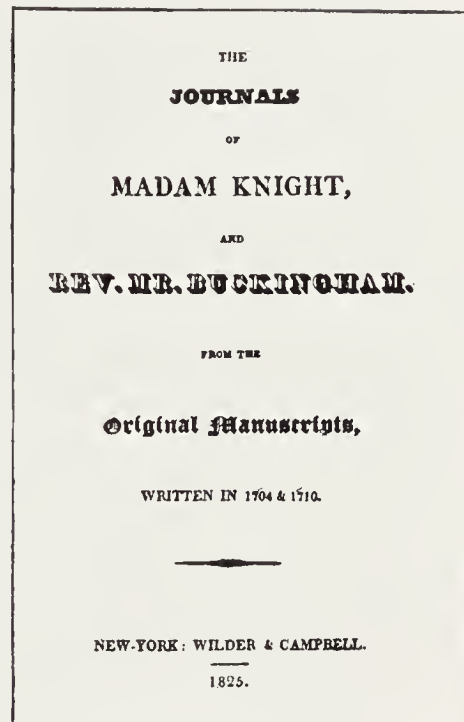 THE
JOURNALS
OF
MADAM KNIGHT,
AND
REV. MR. BUCKINGHAM.
FROM THE
Original Manuscripts,
WRITTEN IN 1704 & 1710.
NEW-YORK: WILDER & CAMPBELL.
1825.